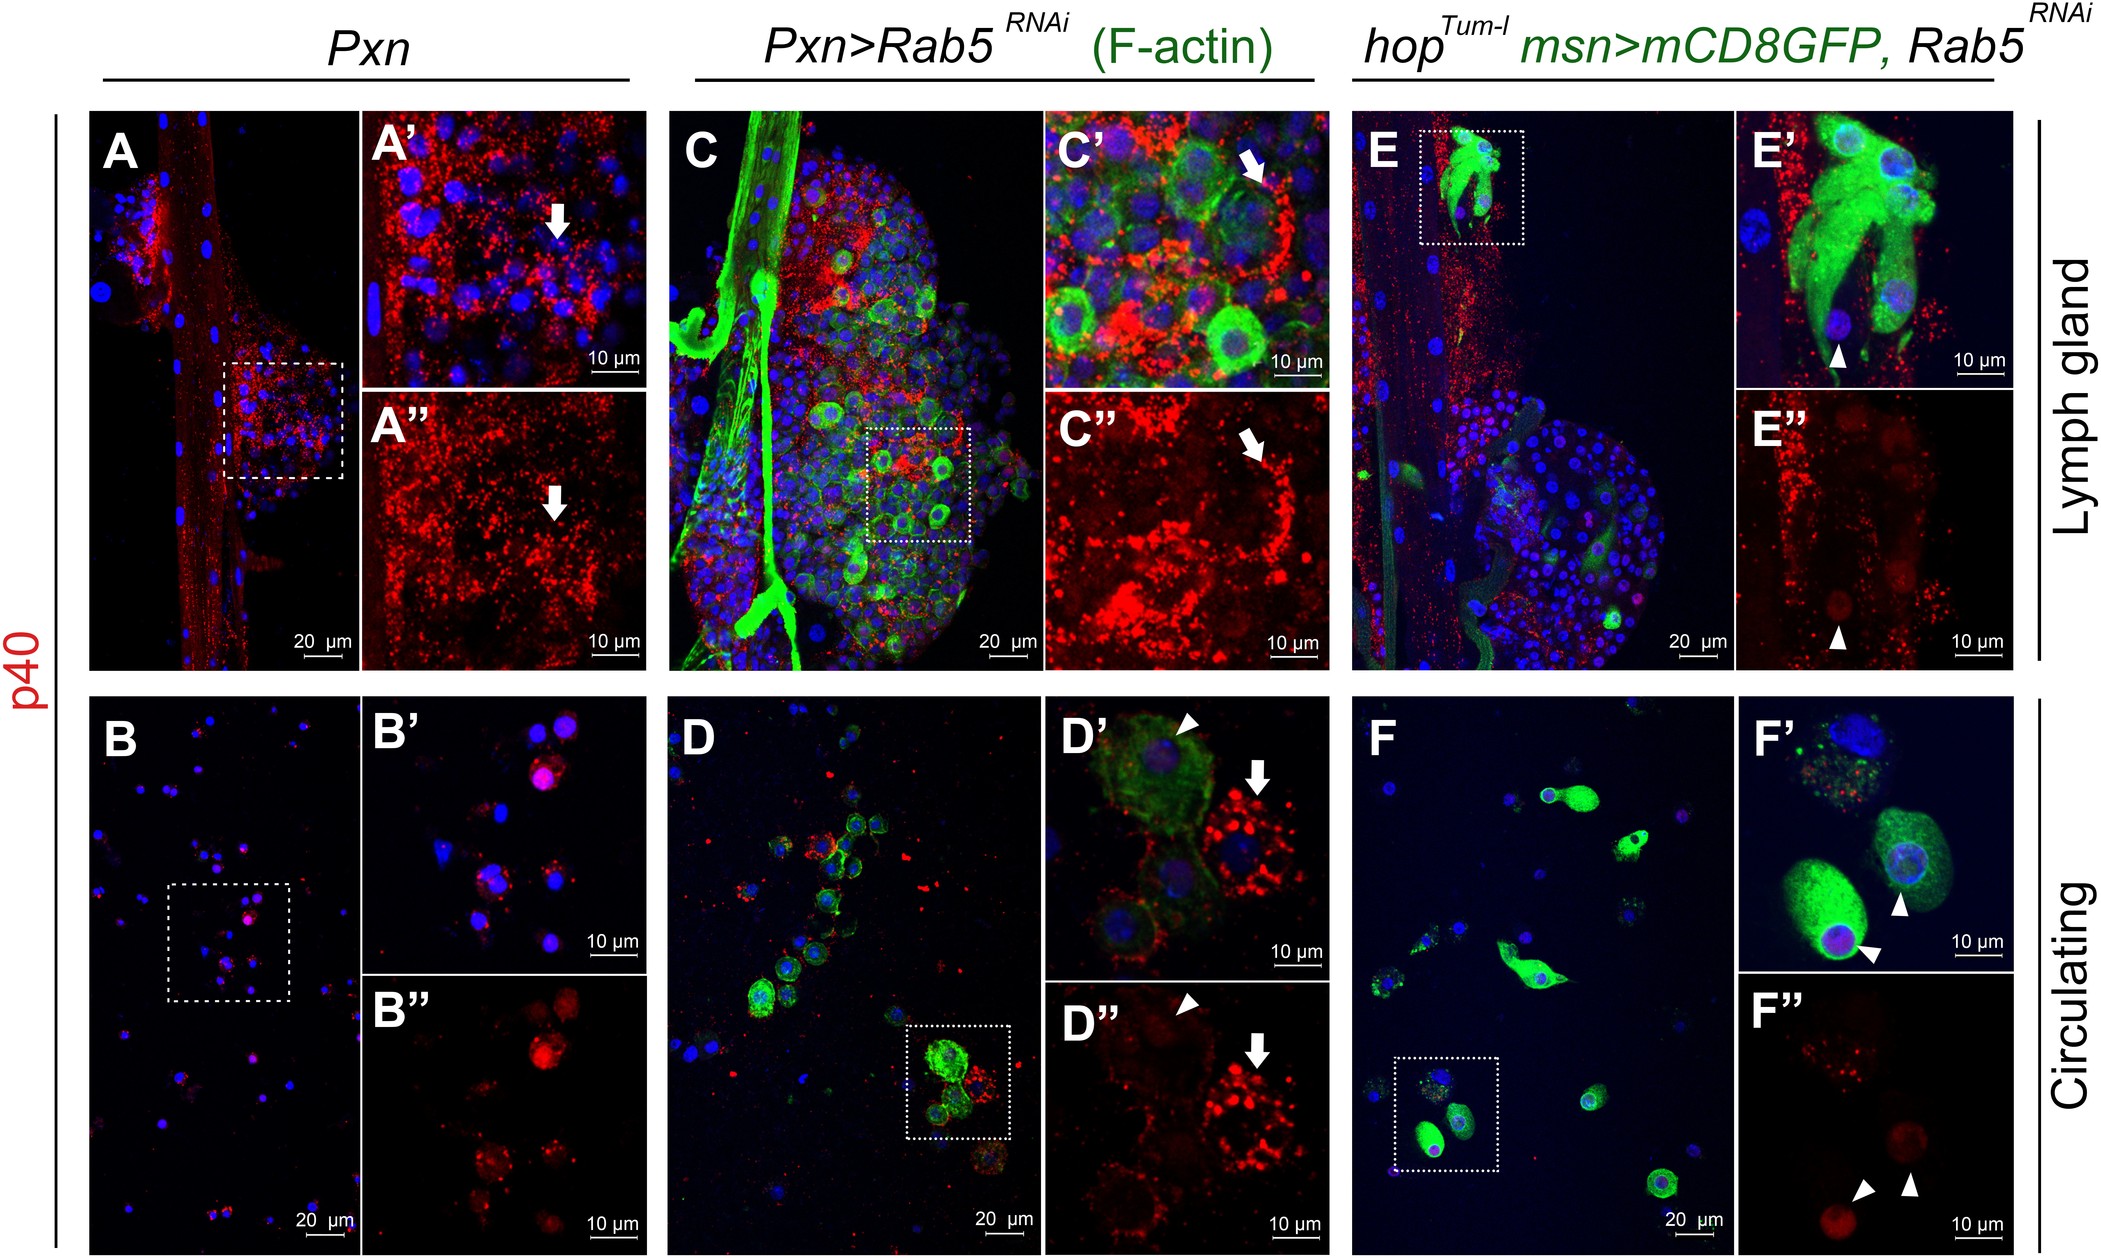 Pxn
Pxn>Rab5 RNAi (F-actin)
hop Tum-l msn>mCD8GFP, Rab5 RNAi
p40
Lymph gland
Circulating
A
20 µm
A’
10 µm
A’’
10 µm
C
20 µm
C’
10 µm
C’’
10 µm
E
20 µm
E’
10 µm
E’’
10 µm
B
20 µm
B’
10 µm
B’’
10 µm
D
20 µm
D’
10 µm
D’’
10 µm
F
20 µm
F’
10 µm
F’’
10 µm